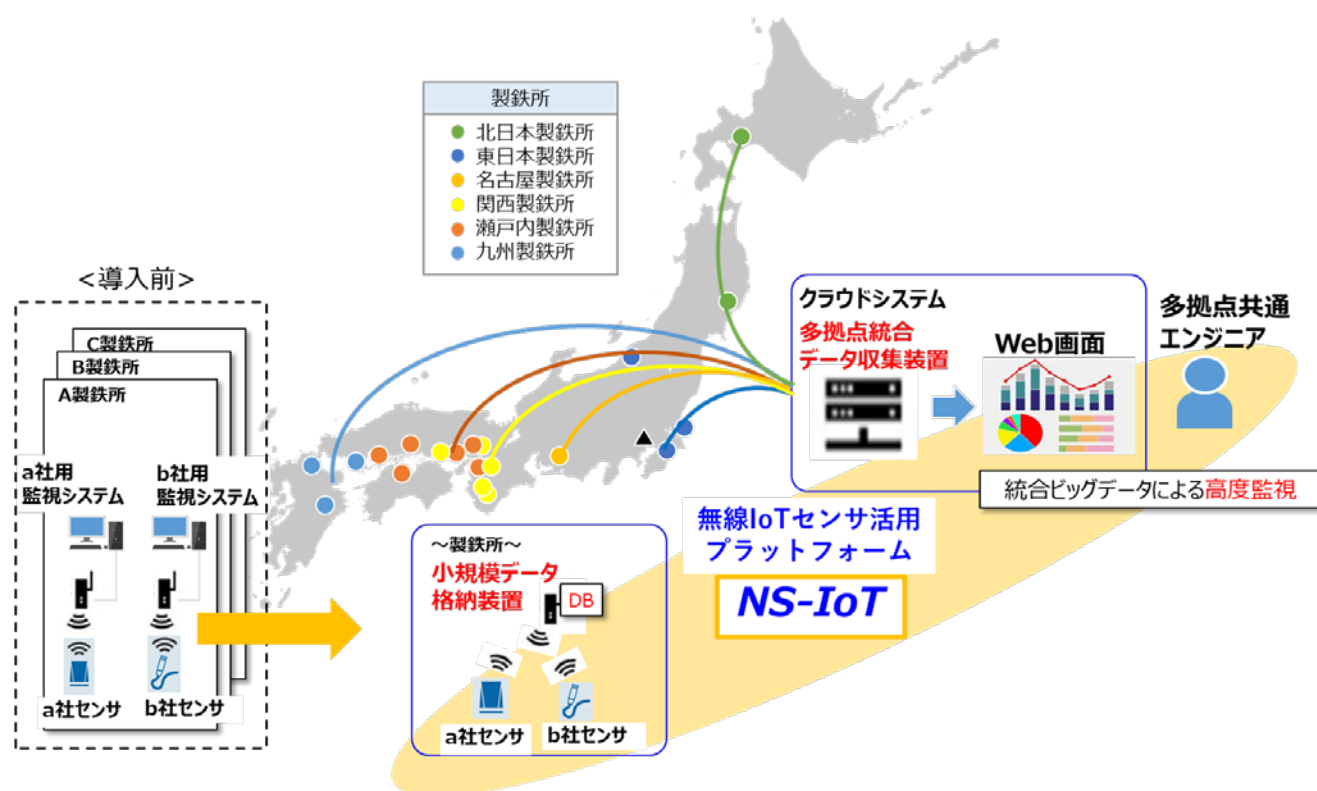 製鉄所
北日本製鉄所
東日本製鉄所
名古屋製鉄所
関西製鉄所
瀬戸内製鉄所
九州製鉄所
<導入前>
C製鉄所
B製鉄所
A製鉄所
a社用
監視システム
b社用
監視システム
a社センサ
b社センサ
～製鉄所～
小規模データ
格納装置
DB
a社センサ
b社センサ
クラウドシステム
多拠点統合
データ収集装置
Web画面
多拠点共通
エンジニア
統合ビッグデータによる高度監視
無線IoTセンサ活用
プラットフォーム
NS-IoT